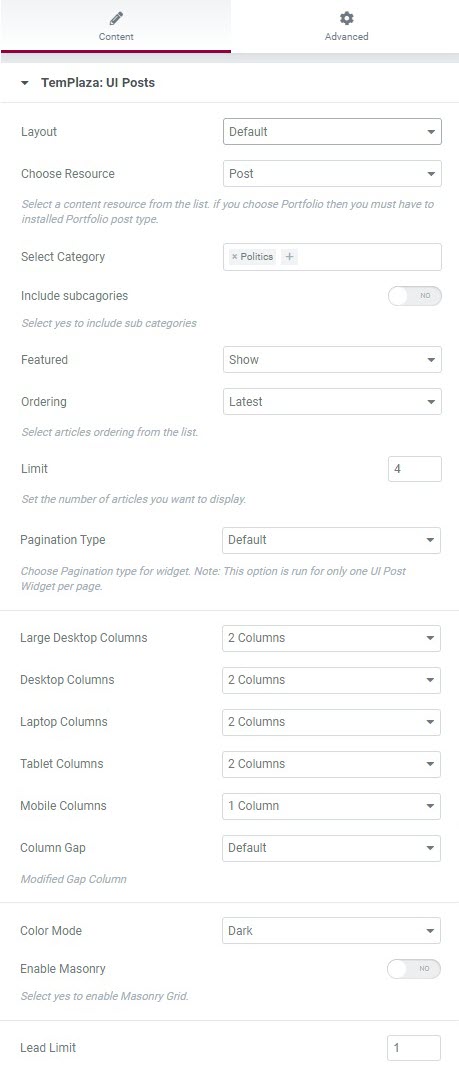 Content Advanced
TemPlaza: UI Posts
Layout Default
Choose Resource Post
Select a content resource from the list. if you choose Portfolio then you must have to
installed Portfolio post type.
Select Category × Politics +
Include subcagories NO
Select yes to include sub categories
Featured Show
Ordering Latest
Select articles ordering from the list.
Limit 4
Set the number of articles you want to display.
Pagination Type Default
Choose Pagination type for widget. Note: This option is run for only one UI Post
Widget per page.
Large Desktop Columns 2 Columns
Desktop Columns 2 Columns
Laptop Columns 2 Columns
Tablet Columns 2 Columns
Mobile Columns 1 Column
Column Gap Default
Modified Gap Column
Color Mode Dark
Enable Masonry NO
Select yes to enable Masonry Grid.
Lead Limit 1